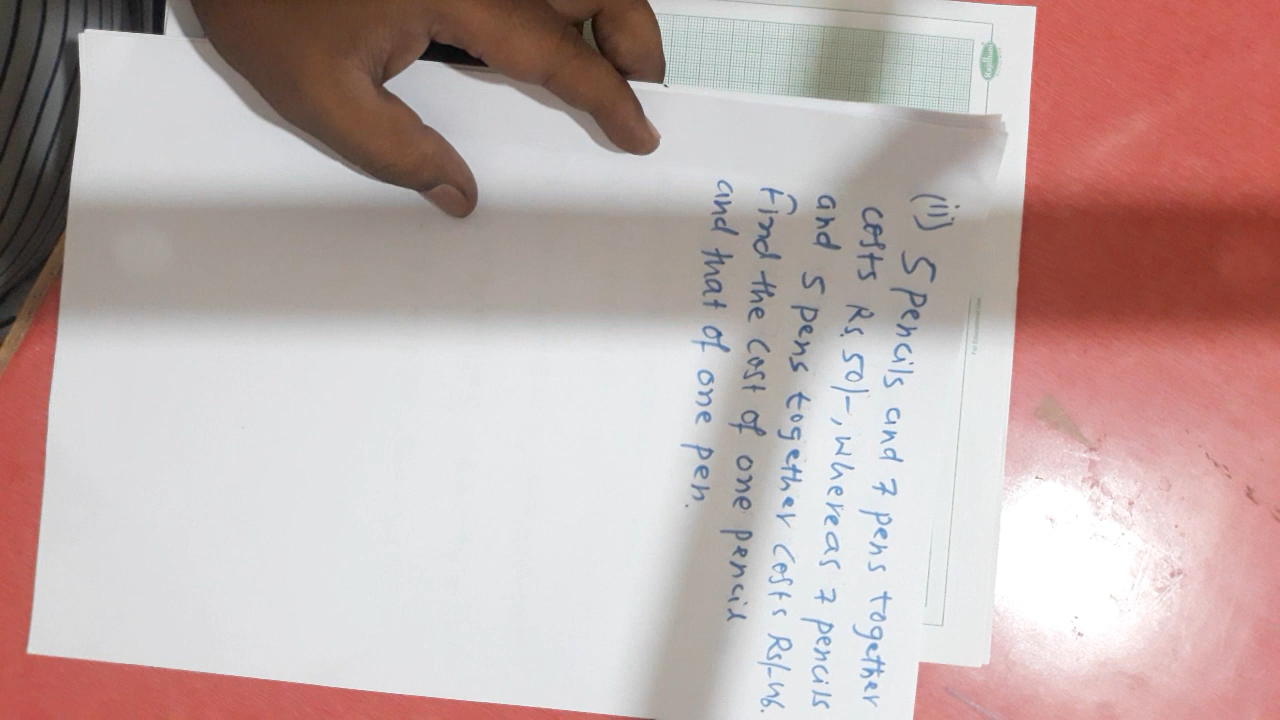 (ii) 5 pencils and 7 pens together
costs Rs. 50/-, whereas 7 pencils
and 5 pens together costs Rs/-46.
Find the cost of one pencil
and that of one pen.